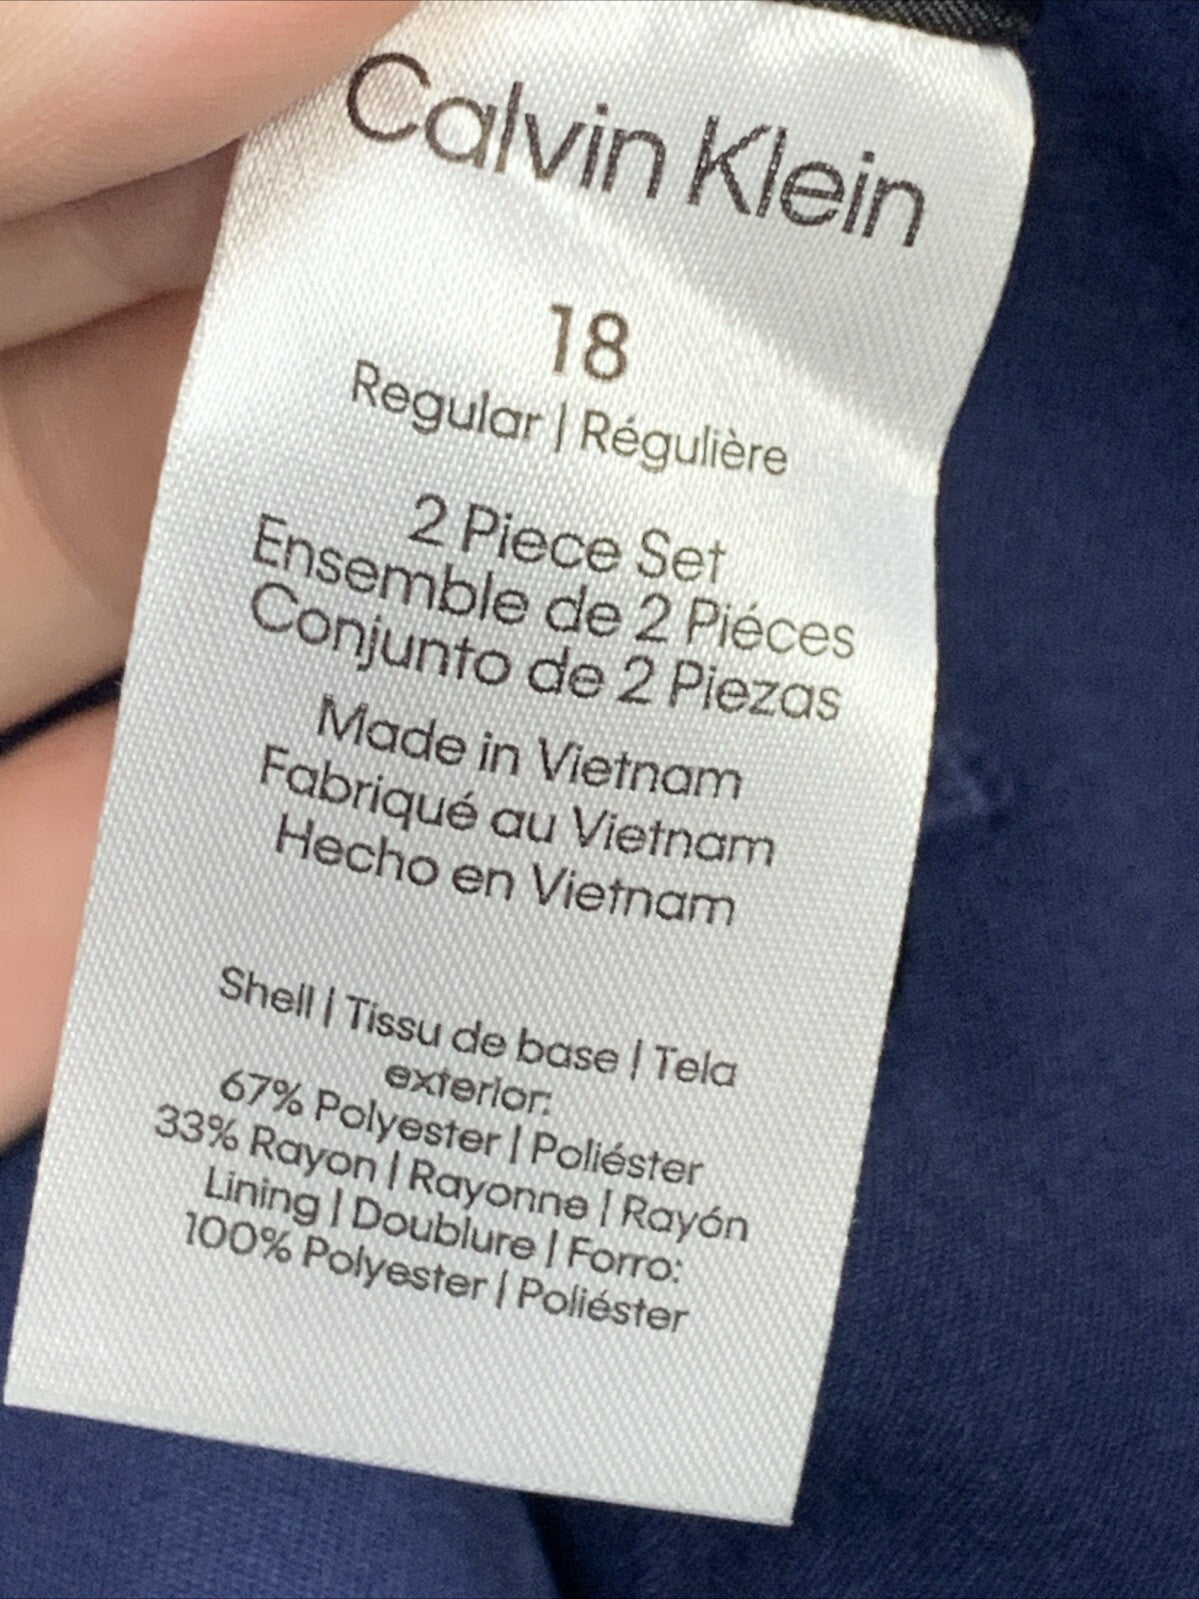 Calvin Klein
18
Regular | Régulière
2 Piece Set
Ensemble de 2 Piéces
Conjunto de 2 Piezas
Made in Vietnam
Fabriqué au Vietnam
Hecho en Vietnam
Shell | Tissu de base | Tela
exterior:
67% Polyester | Poliéster
33% Rayon | Rayonne | Rayón
Lining | Doublure | Forro:
100% Polyester | Poliéster